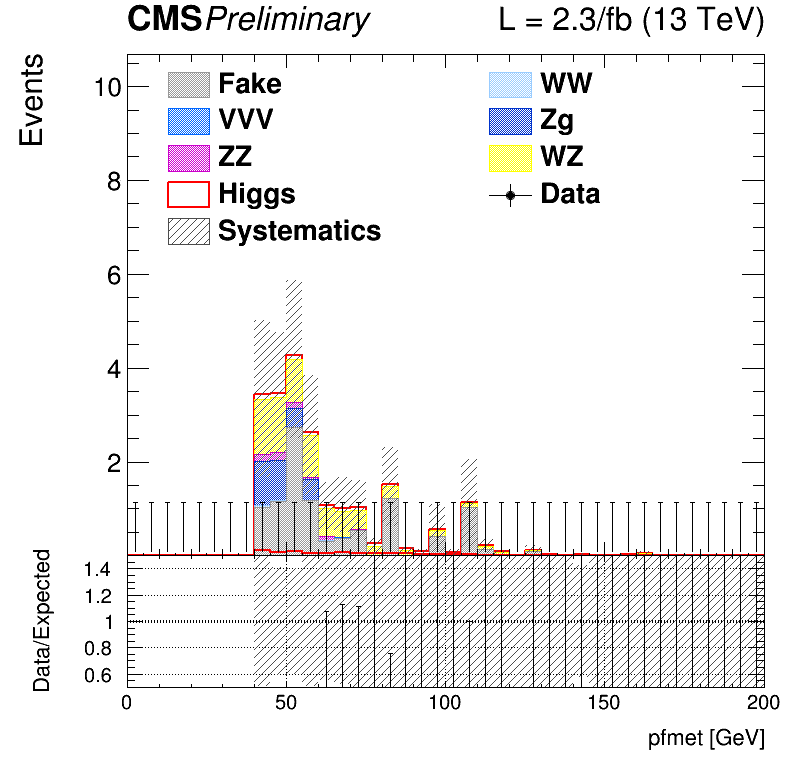 CMSPreliminary L = 2.3/fb (13 TeV)
Events
10
8
6
4
2
Fake WW
VVV Zg
ZZ WZ
Higgs Data
Systematics
Data/Expected
1.4
1.2
1
0.8
0.6
0 50 100 150 200
pfmet [GeV]